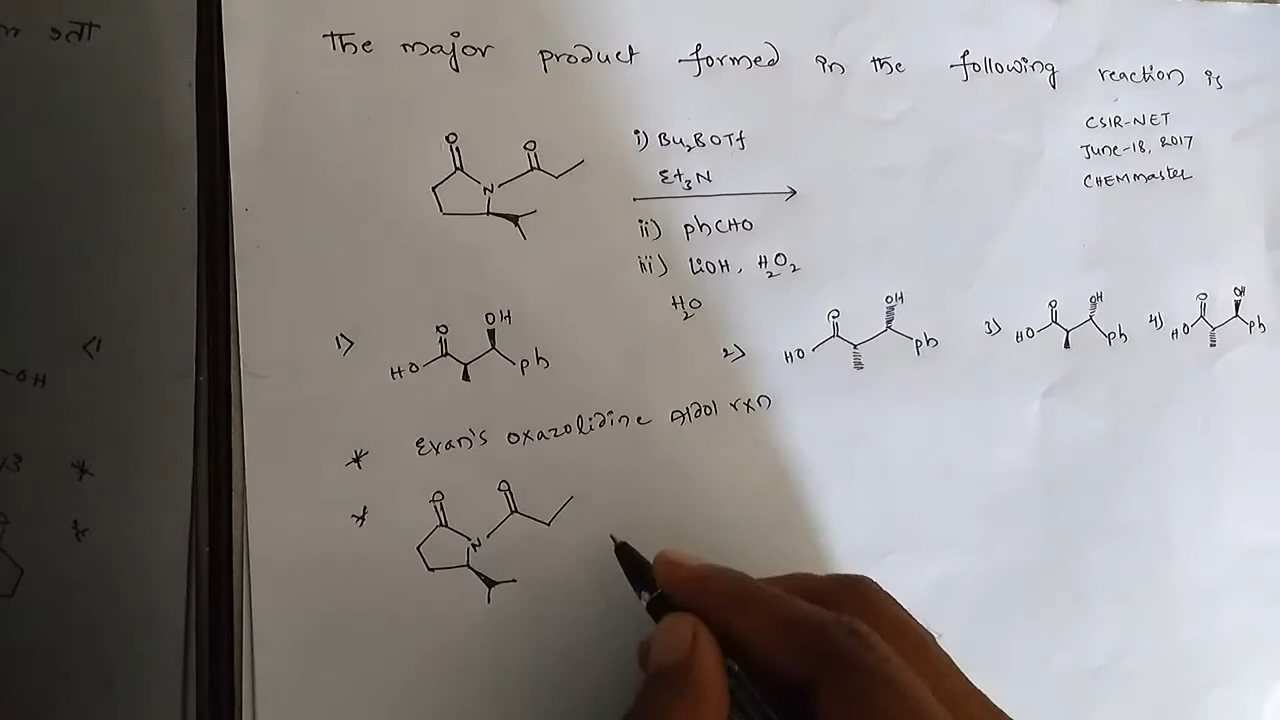 The major product formed in the following reaction is
CSIR-NET
June-18, 2017
CHEMmaster
O O N
i) Bu2BOTf
Et3N
ii) phCHO
iii) LiOH, H2O2
H2O
1) HO O OH ph
2) HO O OH ph
3) HO O OH ph
4) HO O OH ph
* Evan's oxazolidine Aldol rxn
* O O N